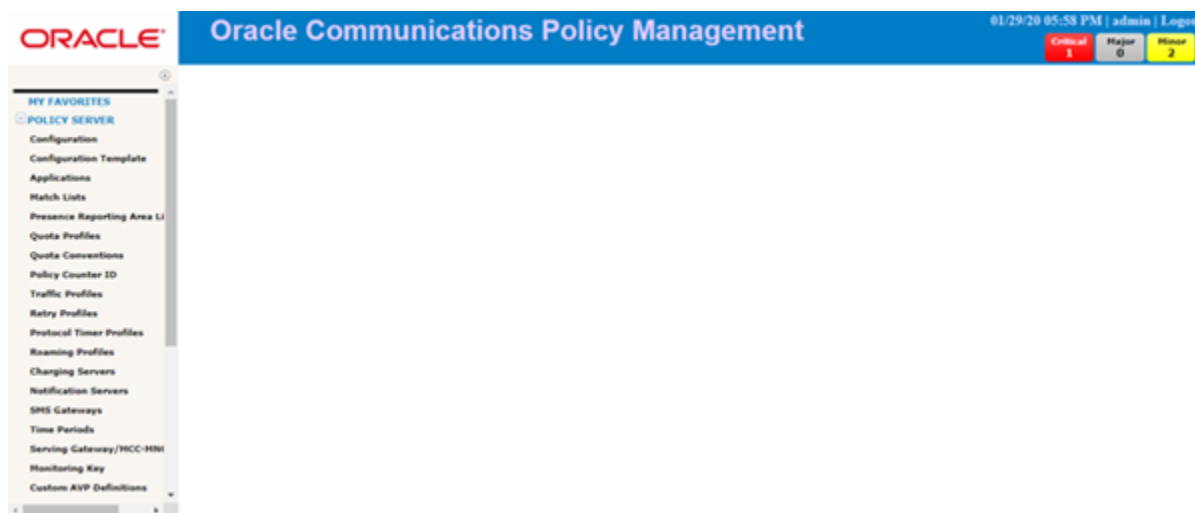 ORACLE
Oracle Communications Policy Management
01/29/20 05:58 PM | admin | Logou
Critical
1
Major
0
Minor
2
MY FAVORITES
POLICY SERVER
Configuration
Configuration Template
Applications
Match Lists
Presence Reporting Area Li
Quota Profiles
Quota Conventions
Policy Counter ID
Traffic Profiles
Retry Profiles
Protocol Timer Profiles
Roaming Profiles
Charging Servers
Notification Servers
SMS Gateways
Time Periods
Serving Gateway/MCC-MN
Monitoring Key
Custom AVP Definitions